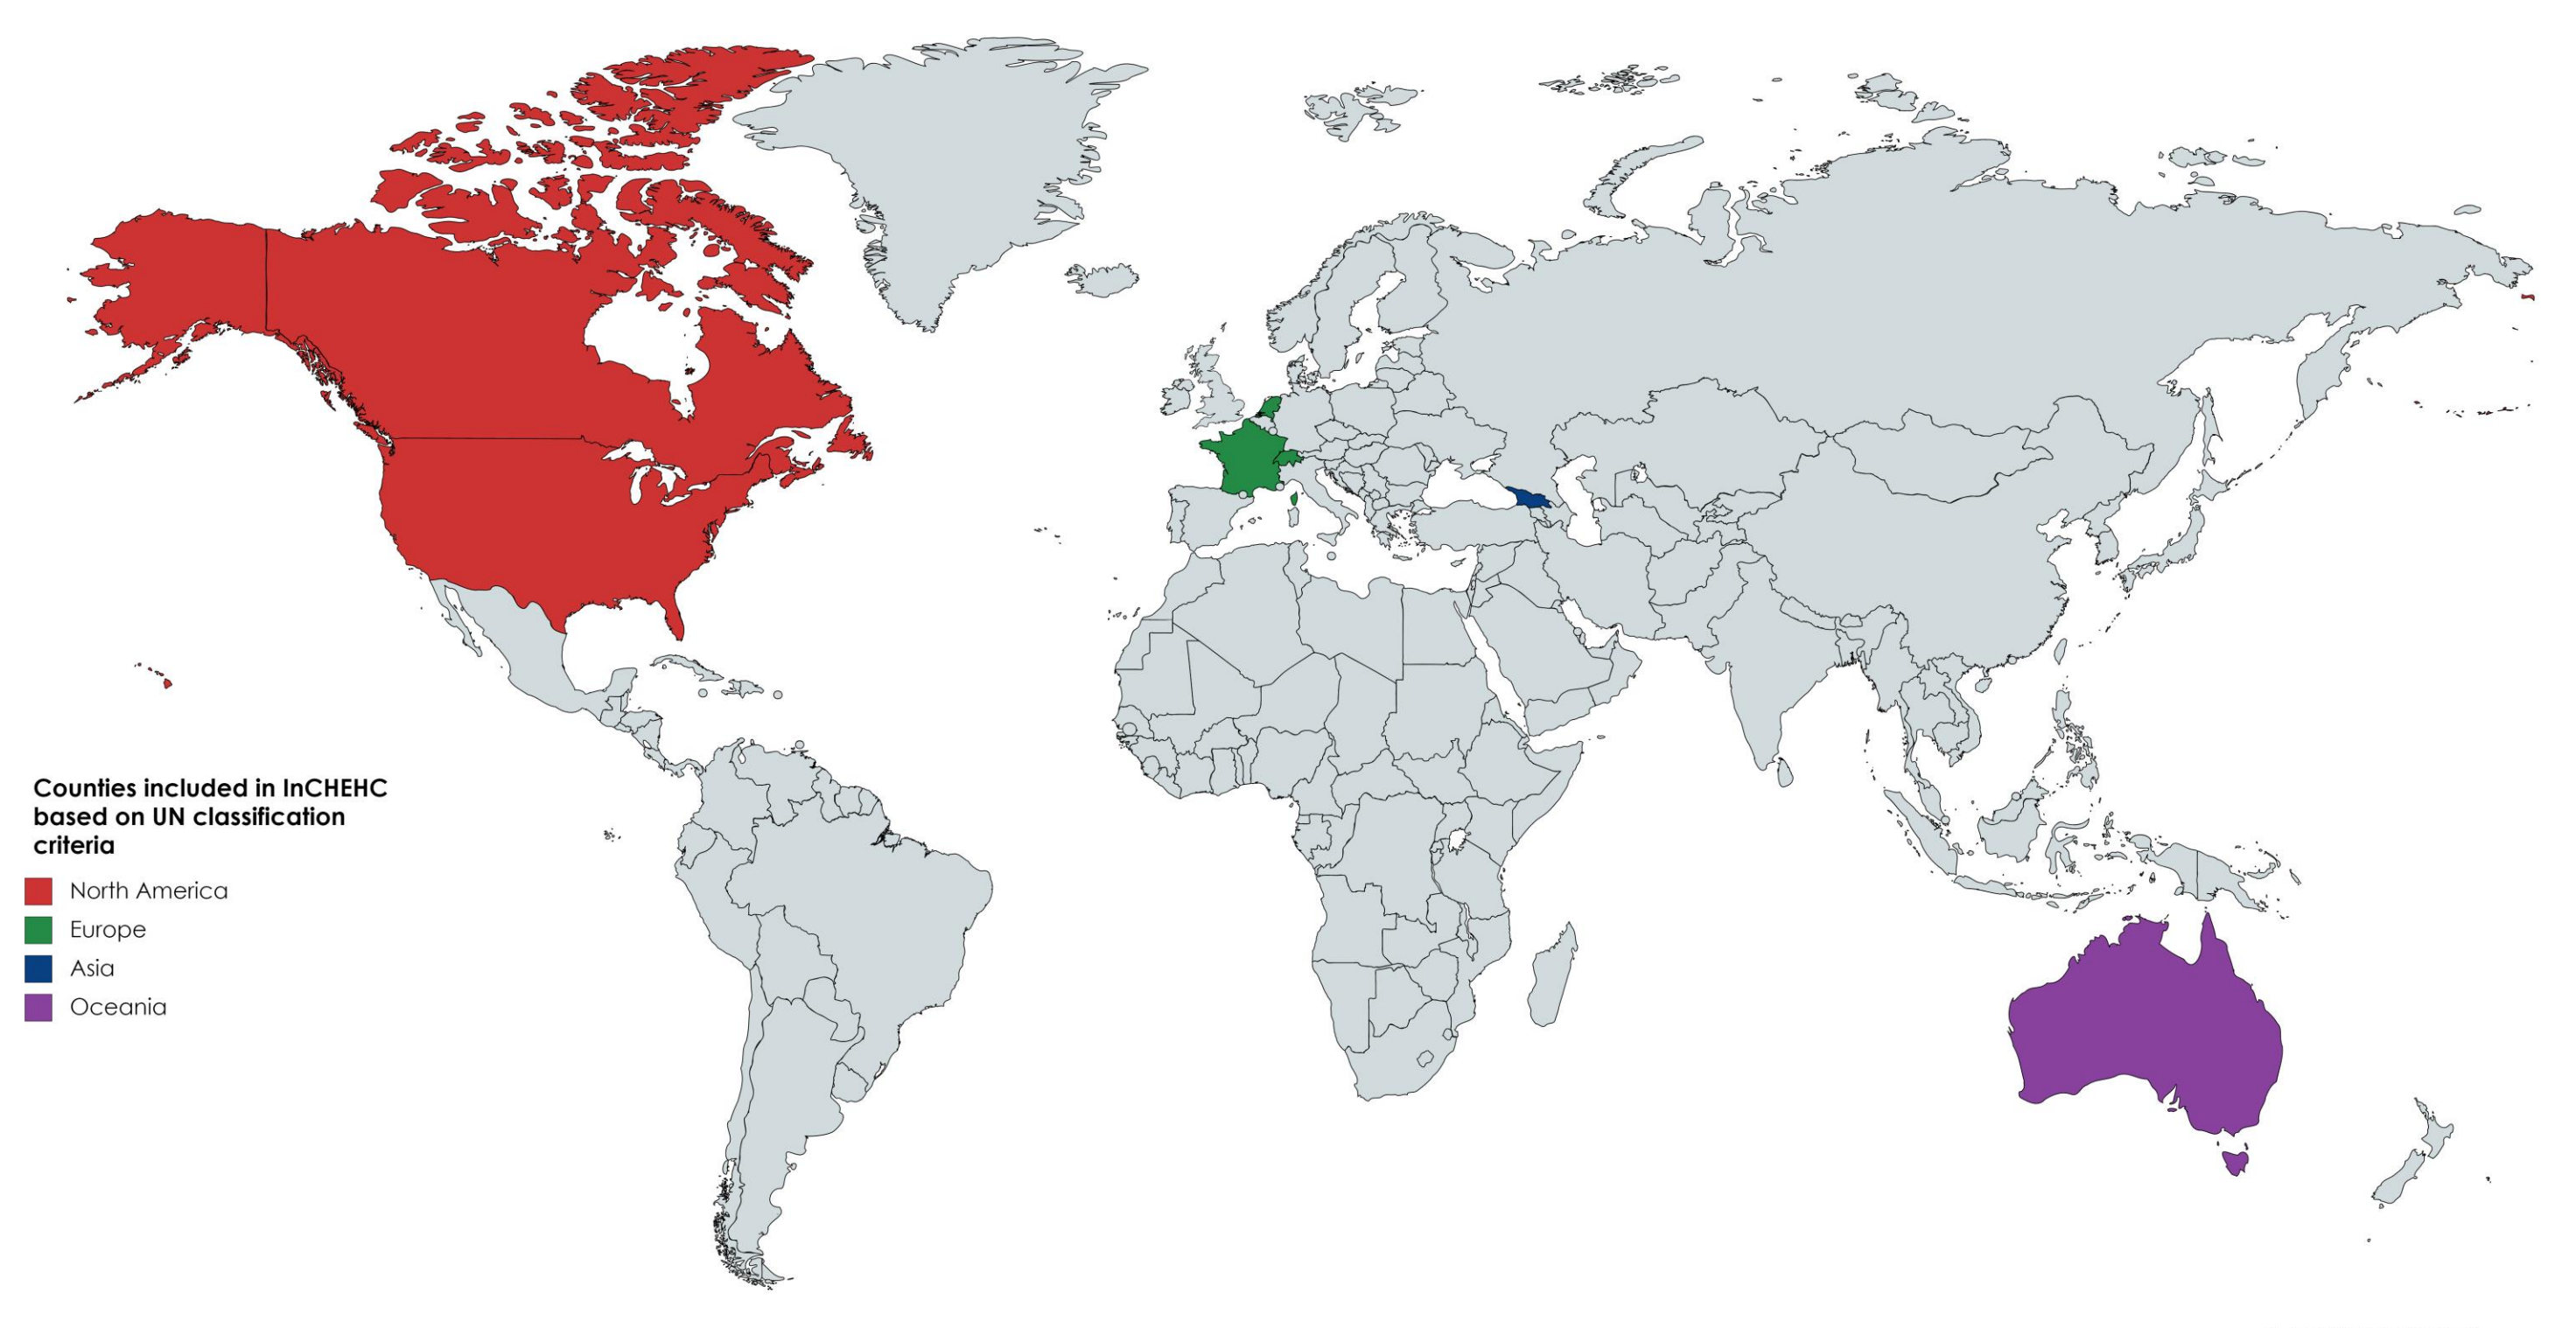 Counties included in InCHEHC
based on UN classification
criteria
North America
Europe
Asia
Oceania